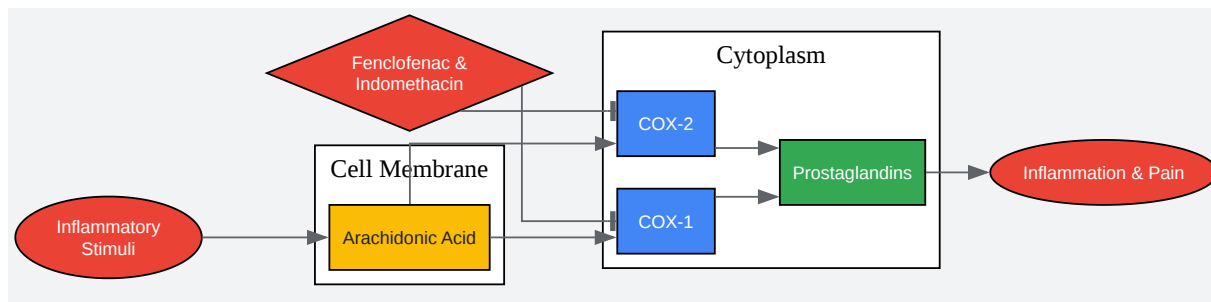 Fenclofenac &
Indomethacin
Cytoplasm
COX-2
Cell Membrane
Prostaglandins
Inflammation & Pain
COX-1
Inflammatory
Stimuli
Arachidonic Acid